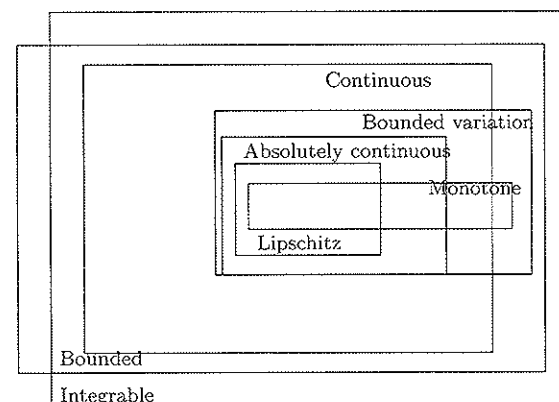 Continuous
Bounded variation
Absolutely continuous
Monotone
Lipschitz
Bounded
Integrable